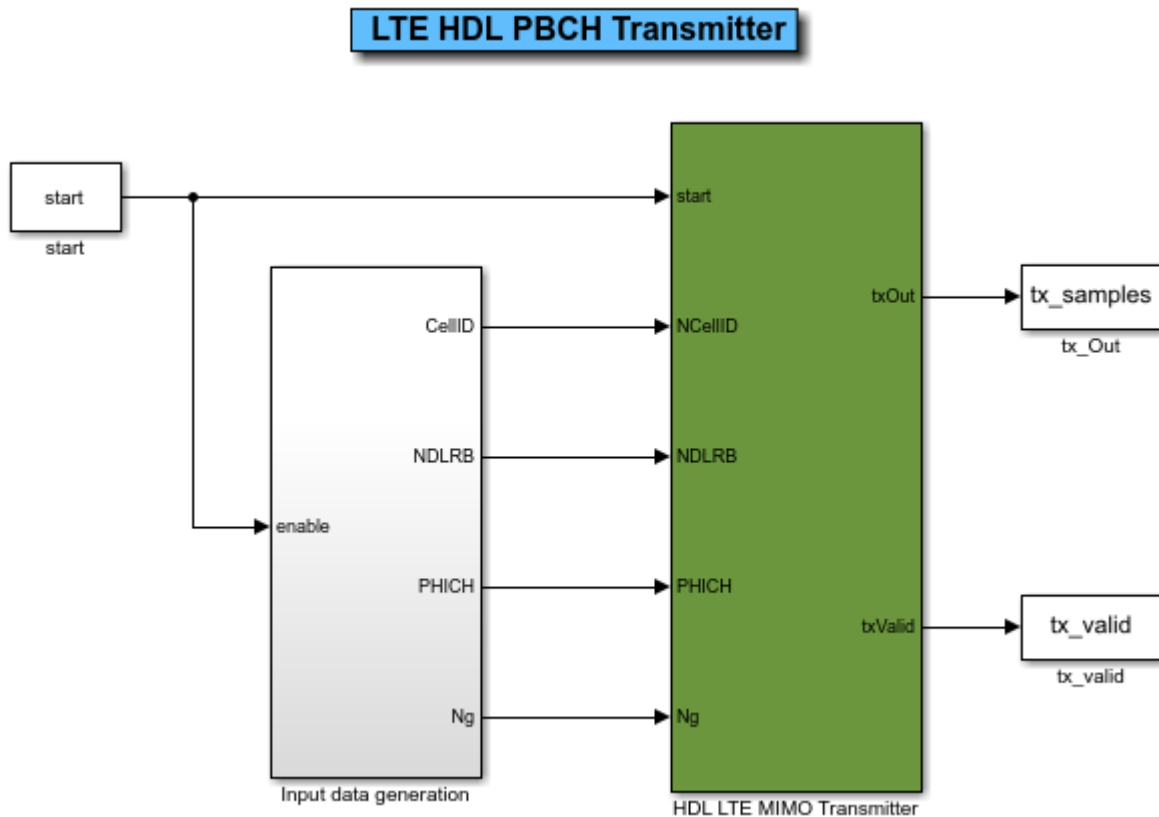 LTE HDL PBCH Transmitter
start
start
enable
CellID
NDLRB
PHICH
Ng
Input data generation
start
NCellID
NDLRB
PHICH
Ng
txOut
txValid
HDL LTE MIMO Transmitter
tx_samples
tx_Out
tx_valid
tx_valid